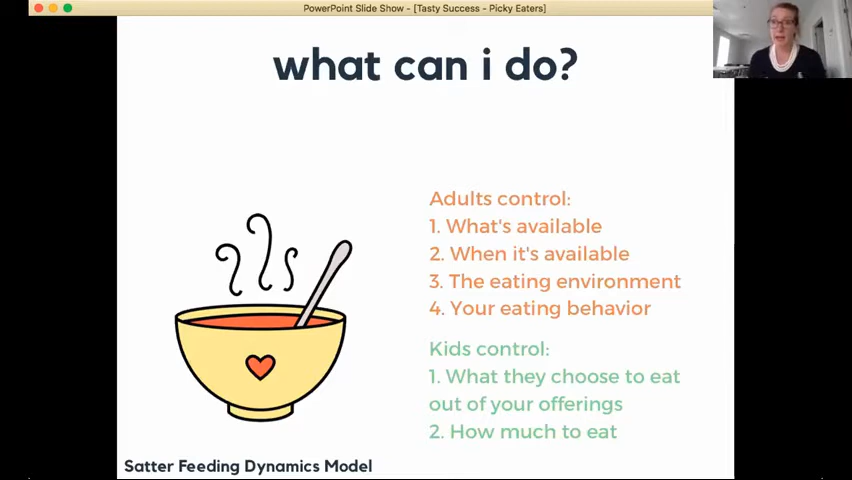 PowerPoint Slide Show - [Tasty Success - Picky Eaters]
what can i do?
Adults control:
1. What's available
2. When it's available
3. The eating environment
4. Your eating behavior
Kids control:
1. What they choose to eat
out of your offerings
2. How much to eat
Satter Feeding Dynamics Model